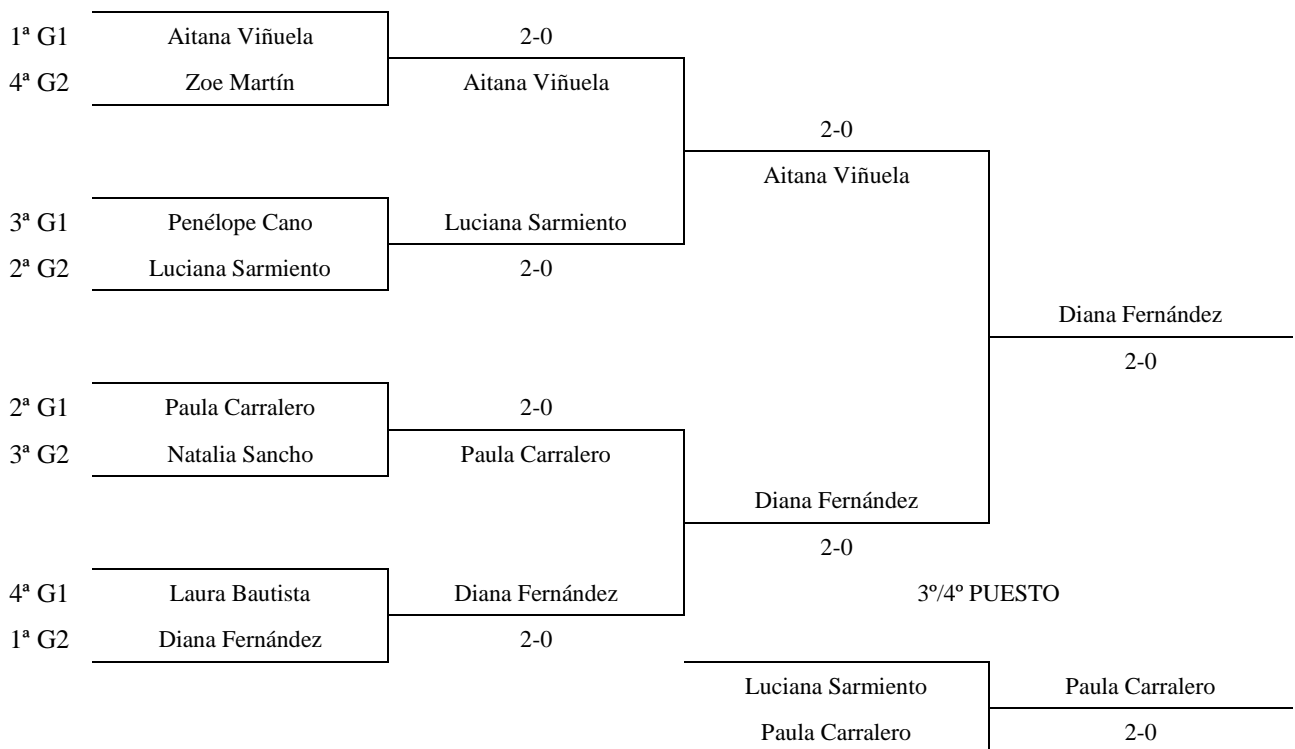 1ª G1 Aitana Viñuela 2-0
4ª G2 Zoe Martín Aitana Viñuela
2-0
Aitana Viñuela
3ª G1 Penélope Cano Luciana Sarmiento
2ª G2 Luciana Sarmiento 2-0
Diana Fernández
2-0
2ª G1 Paula Carralero 2-0
3ª G2 Natalia Sancho Paula Carralero
Diana Fernández
2-0
4ª G1 Laura Bautista Diana Fernández 3º/4º PUESTO
1ª G2 Diana Fernández 2-0
Luciana Sarmiento Paula Carralero
Paula Carralero 2-0